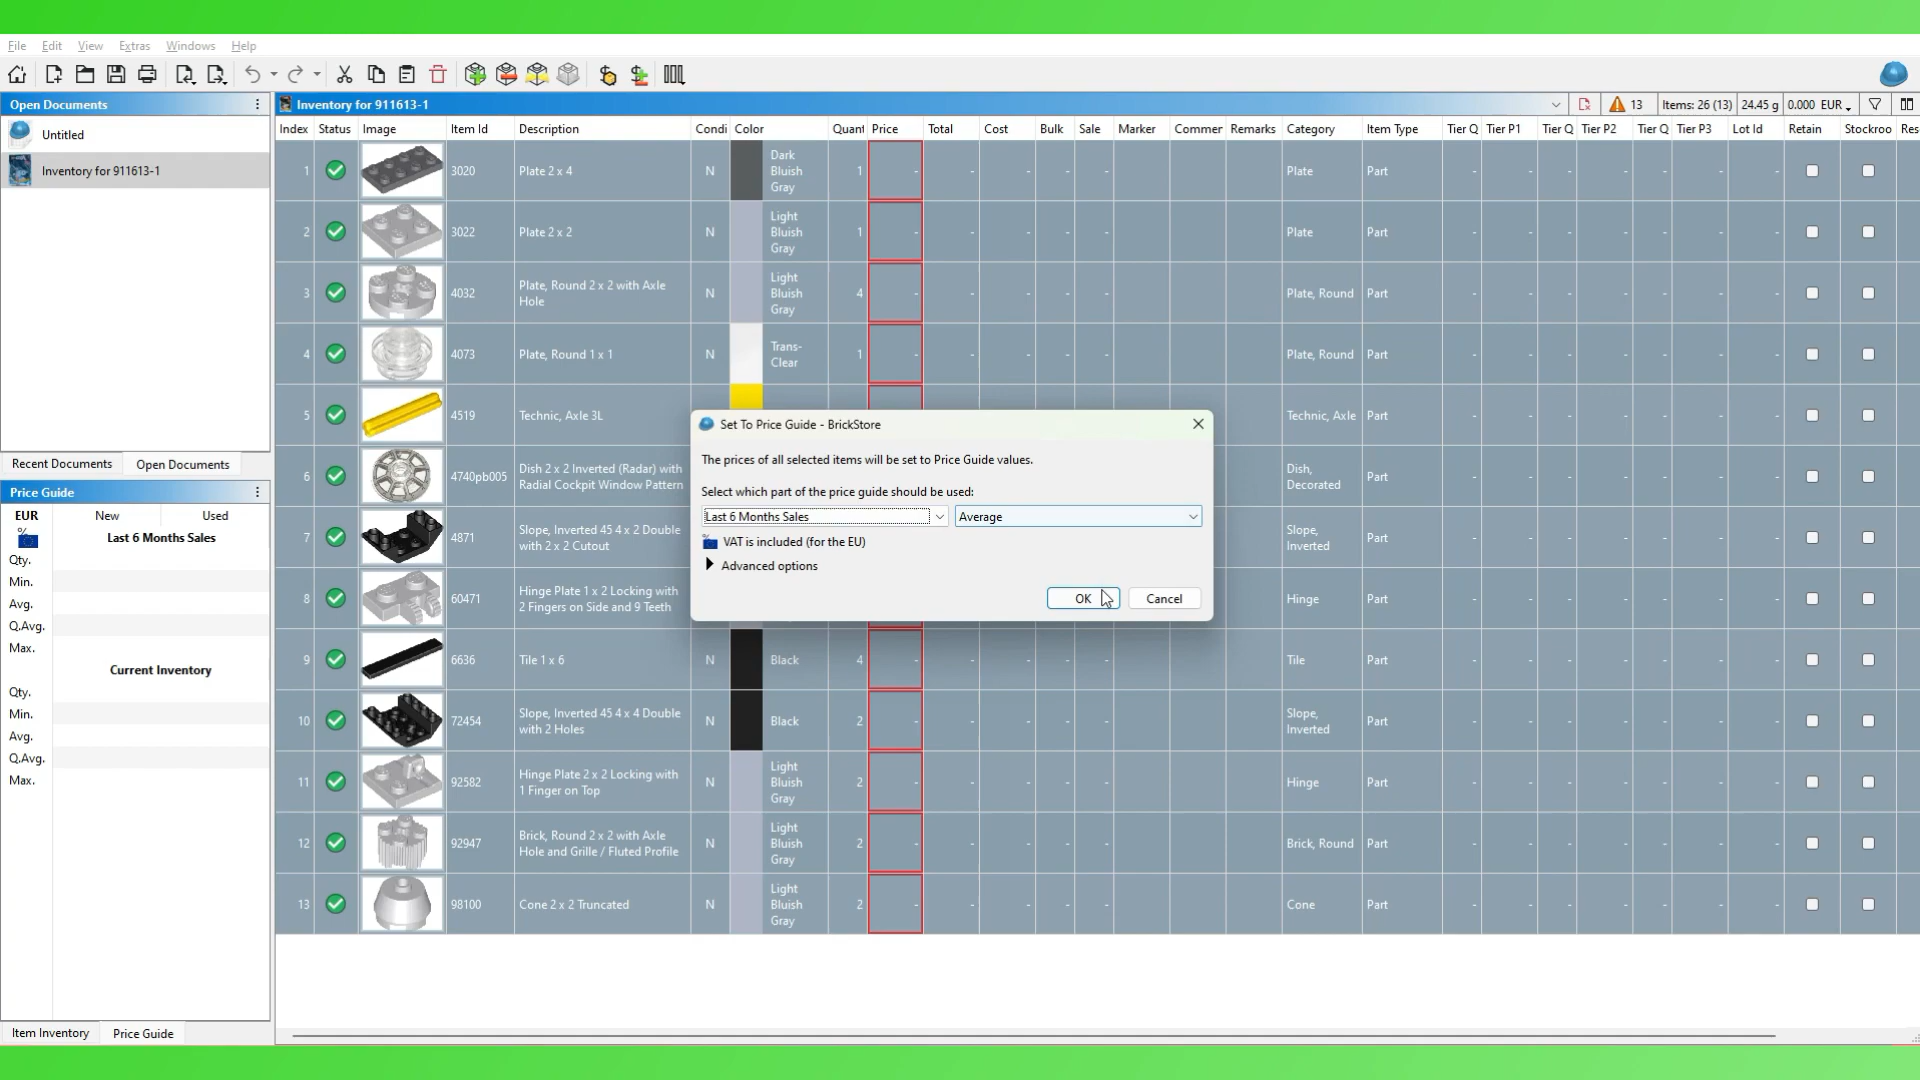 File Edit View Extras Windows Help
Open Documents
Untitled
Inventory for 911613-1
Recent Documents Open Documents
Price Guide
EUR New Used
%
Last 6 Months Sales
Qty.
Min.
Avg.
Q.Avg.
Max.
Current Inventory
Qty.
Min.
Avg.
Q.Avg.
Max.
Item Inventory Price Guide
Inventory for 911613-1 13 Items: 26 (13) 24.45 g 0.000 EUR
Index Status Image Item Id Description Condi Color Quant Price Total Cost Bulk Sale Marker Commer Remarks Category Item Type Tier Q Tier P1 Tier Q Tier P2 Tier Q Tier P3 Lot Id Retain Stockroo Res
1 3020 Plate 2 x 4 N Dark Bluish Gray 1 - - - - - Plate Part - - - - - - -
2 3022 Plate 2 x 2 N Light Bluish Gray 1 - - - - - Plate Part - - - - - - -
3 4032 Plate, Round 2 x 2 with Axle Hole N Light Bluish Gray 4 - - - - - Plate, Round Part - - - - - - -
4 4073 Plate, Round 1 x 1 N Trans-Clear 1 - - - - - Plate, Round Part - - - - - - -
5 4519 Technic, Axle 3L Technic, Axle Part - - - - - - -
6 4740pb005 Dish 2 x 2 Inverted (Radar) with Radial Cockpit Window Pattern Dish, Decorated Part - - - - - - -
7 4871 Slope, Inverted 45 4 x 2 Double with 2 x 2 Cutout Slope, Inverted Part - - - - - - -
8 60471 Hinge Plate 1 x 2 Locking with 2 Fingers on Side and 9 Teeth Hinge Part - - - - - - -
9 6636 Tile 1 x 6 N Black 4 - - - - - Tile Part - - - - - - -
10 72454 Slope, Inverted 45 4 x 4 Double with 2 Holes N Black 2 - - - - - Slope, Inverted Part - - - - - - -
11 92582 Hinge Plate 2 x 2 Locking with 1 Finger on Top N Light Bluish Gray 2 - - - - - Hinge Part - - - - - - -
12 92947 Brick, Round 2 x 2 with Axle Hole and Grille / Fluted Profile N Light Bluish Gray 2 - - - - - Brick, Round Part - - - - - - -
13 98100 Cone 2 x 2 Truncated N Light Bluish Gray 2 - - - - - Cone Part - - - - - - -
Set To Price Guide - BrickStore
The prices of all selected items will be set to Price Guide values.
Select which part of the price guide should be used:
Last 6 Months Sales Average
VAT is included (for the EU)
Advanced options
OK Cancel